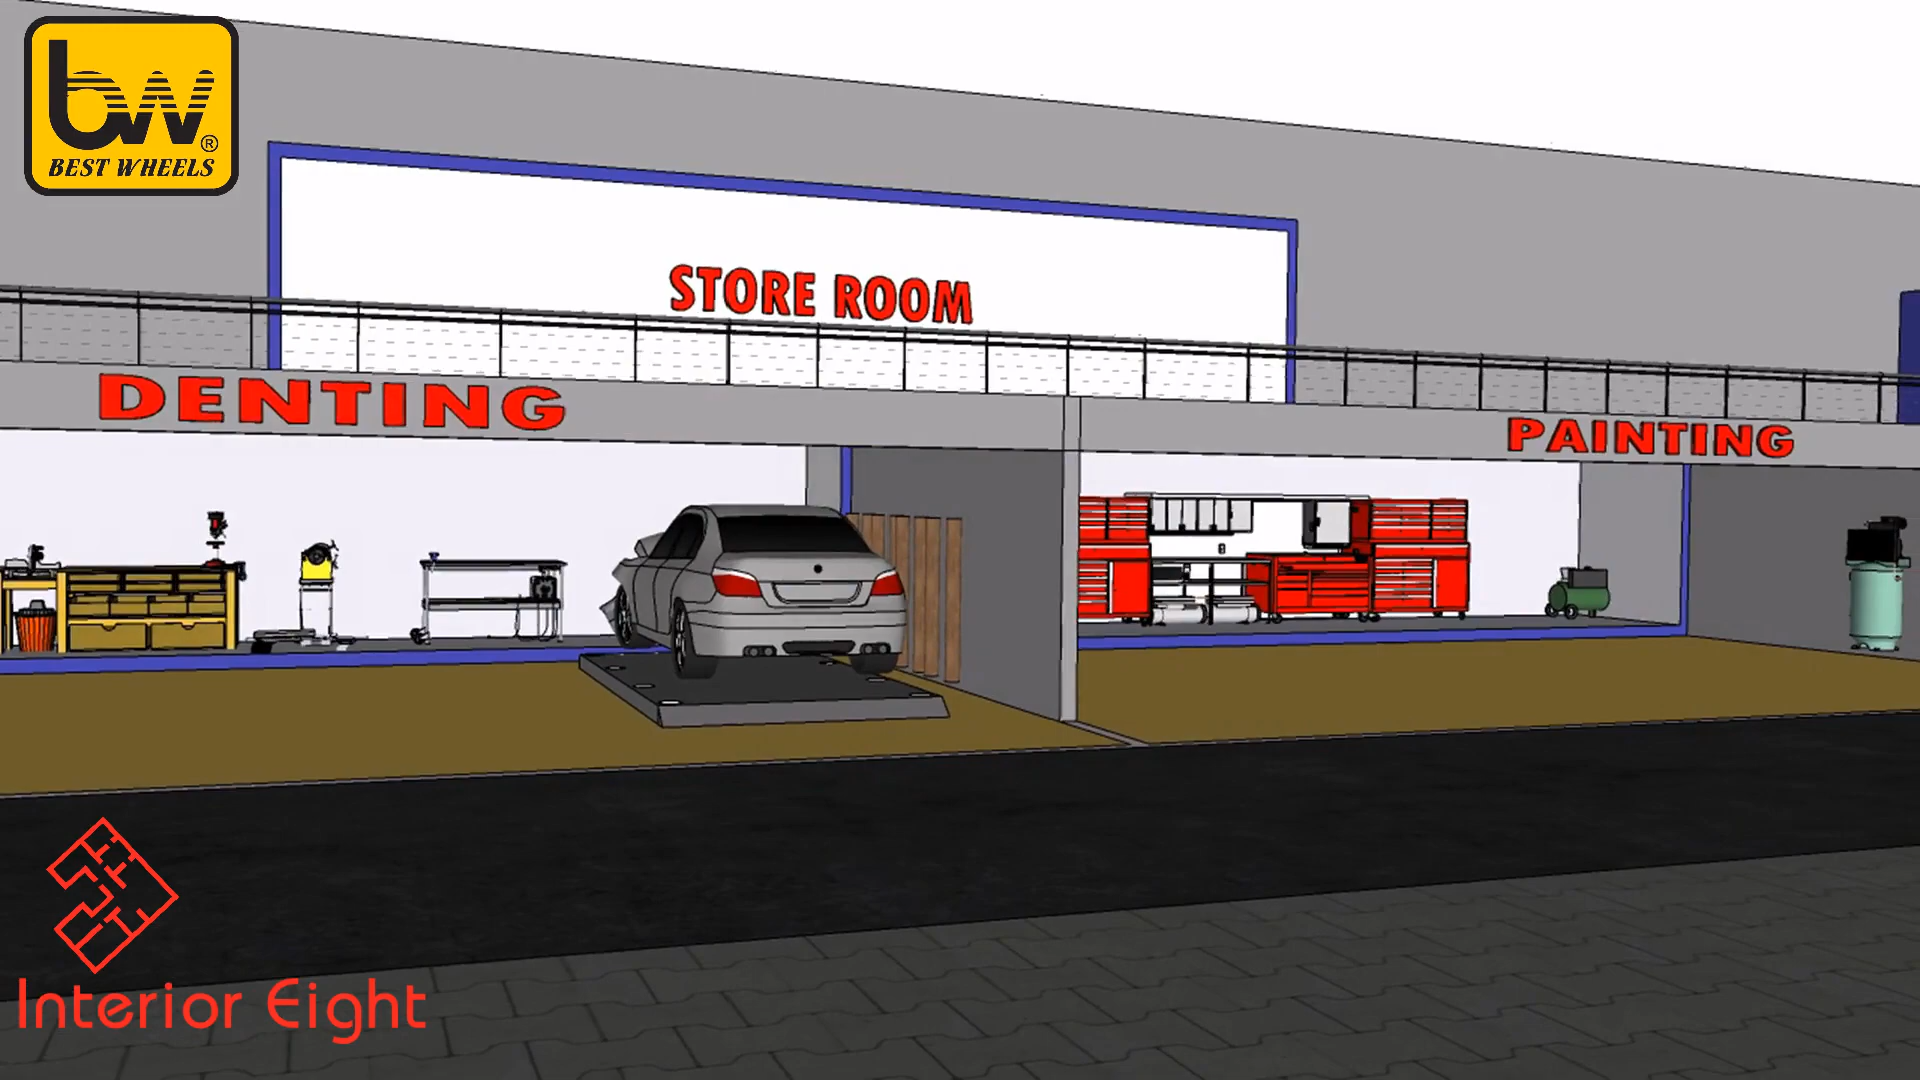 bw®
BEST WHEELS
STORE ROOM
DENTING
PAINTING
Interior Eight